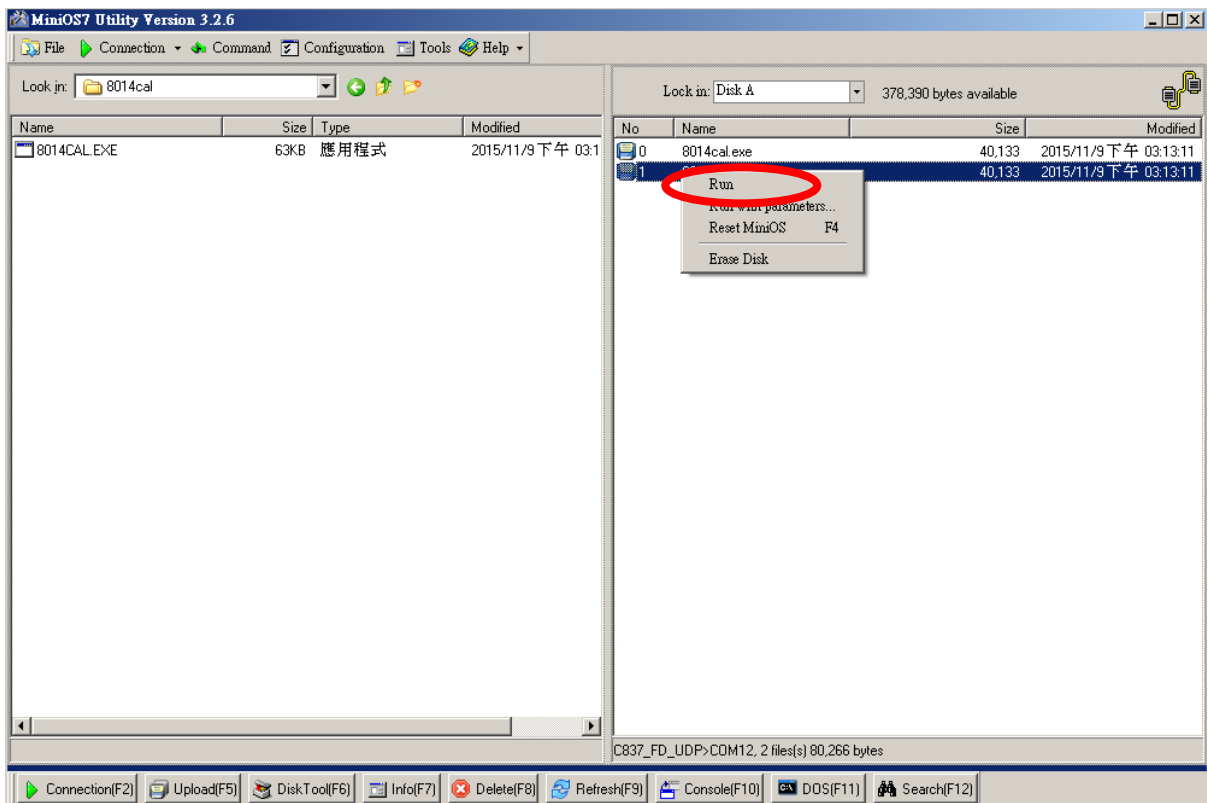 MiniOS7 Utility Version 3.2.6
File Connection Command Configuration Tools Help
Look in: 8014cal
Lock in: Disk A 378,390 bytes available
Name Size Type Modified
8014CAL.EXE 63KB 應用程式 2015/11/9 下午 03:1
No Name Size Modified
0 8014cal.exe 40,133 2015/11/9 下午 03:13:11
1 40,133 2015/11/9 下午 03:13:11
Run
parameters...
Reset MiniOS F4
Erase Disk
C837_FD_UDP>COM12, 2 files(s) 80,266 bytes
Connection(F2) Upload(F5) DiskTool(F6) Info(F7) Delete(F8) Refresh(F9) Console(F10) DOS(F11) Search(F12)